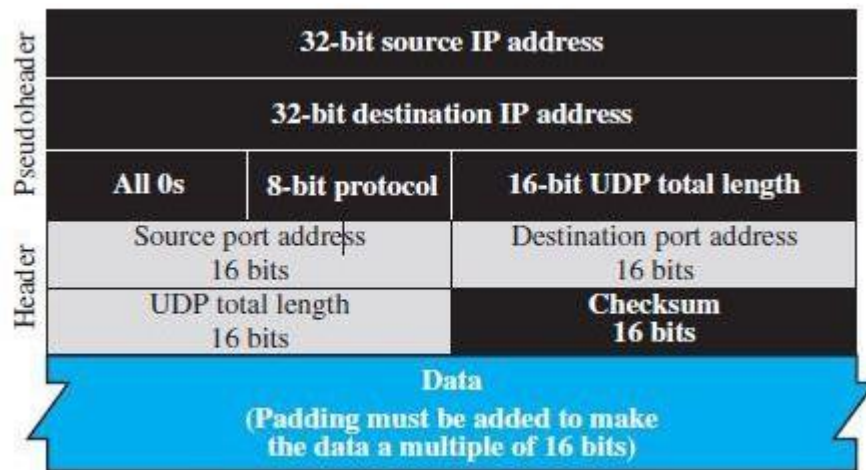 Pseudoheader
32-bit source IP address
32-bit destination IP address
All 0s
8-bit protocol
16-bit UDP total length
Header
Source port address
16 bits
Destination port address
16 bits
UDP total length
16 bits
Checksum
16 bits
Data
(Padding must be added to make
the data a multiple of 16 bits)